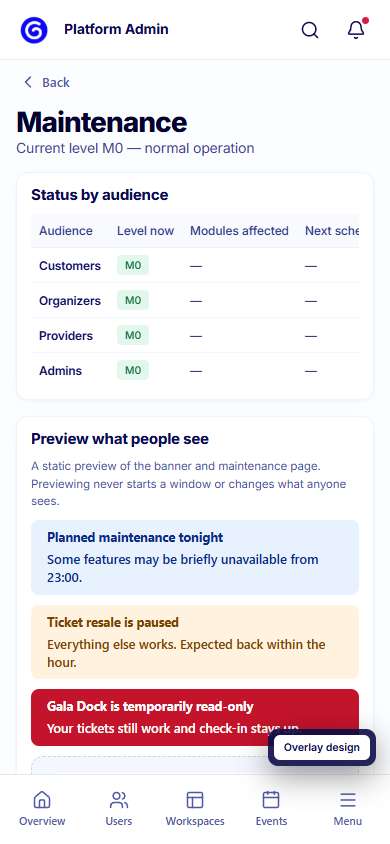 Platform Admin
Back
Maintenance
Current level M0 — normal operation
Status by audience
Audience Level now Modules affected Next sche
Customers M0 — —
Organizers M0 — —
Providers M0 — —
Admins M0 — —
Preview what people see
A static preview of the banner and maintenance page.
Previewing never starts a window or changes what anyone
sees.
Planned maintenance tonight
Some features may be briefly unavailable from
23:00.
Ticket resale is paused
Everything else works. Expected back within the
hour.
Gala Dock is temporarily read-only
Your tickets still work and check-in stays up.
Overlay design
Overview Users Workspaces Events Menu